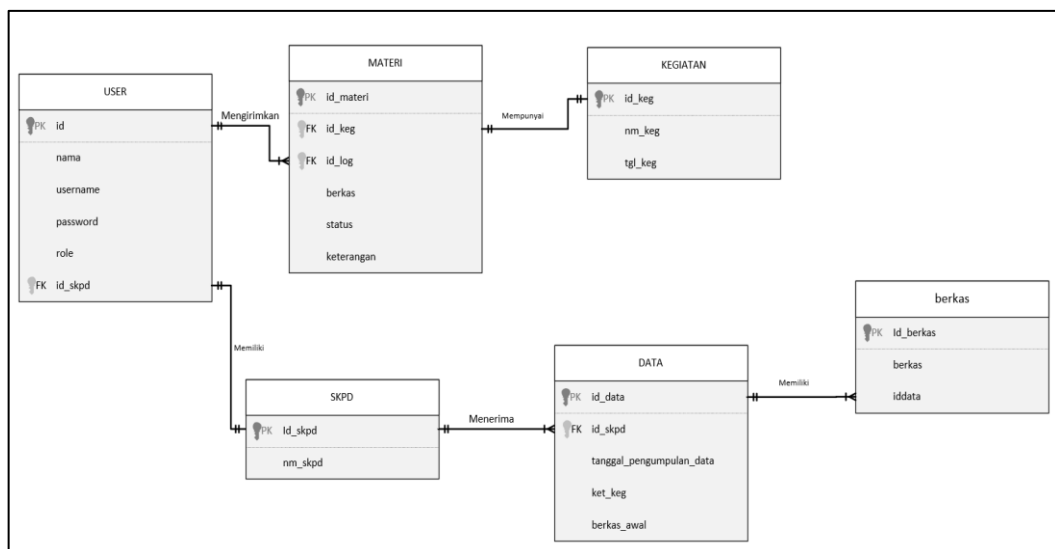 USER
PK id
nama
username
password
role
FK id_skpd
Mengirimkan
MATERI
PK id_materi
FK id_keg
FK id_log
berkas
status
keterangan
Mempunyai
KEGIATAN
PK id_keg
nm_keg
tgl_keg
Memiliki
SKPD
PK Id_skpd
nm_skpd
Menerima
DATA
PK id_data
FK id_skpd
tanggal_pengumpulan_data
ket_keg
berkas_awal
Memiliki
berkas
PK Id_berkas
berkas
iddata